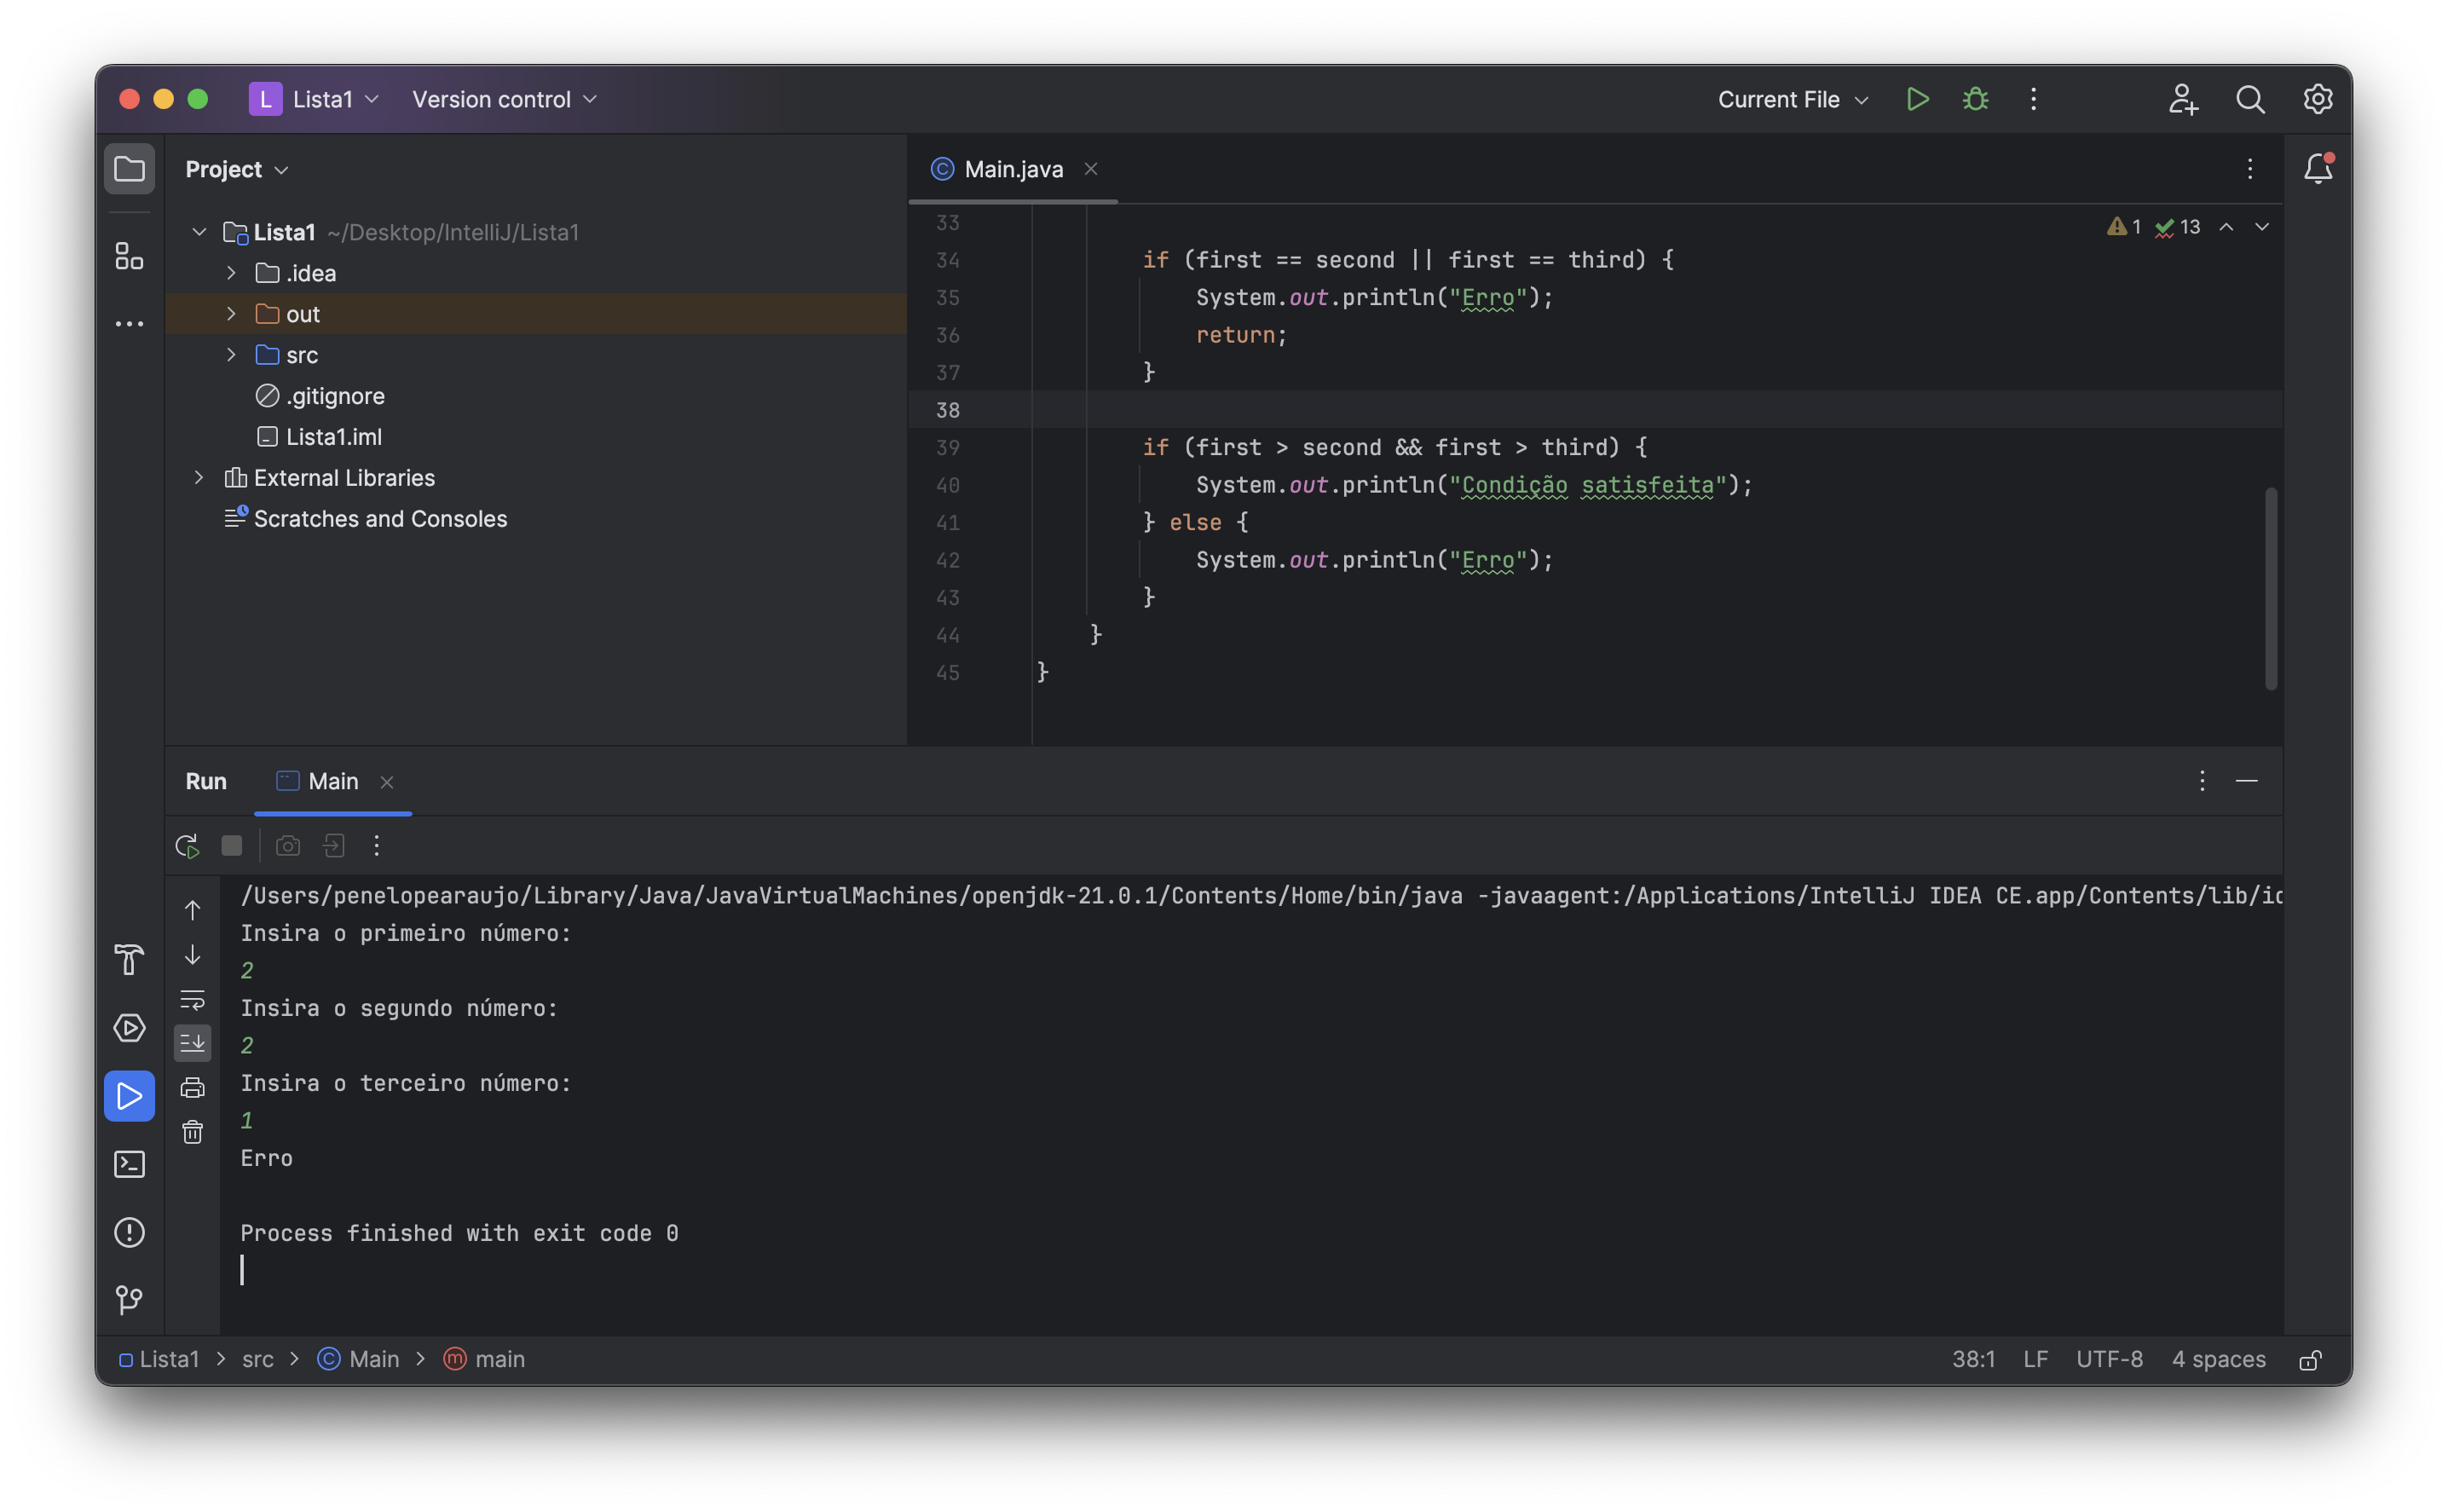 L Lista1 Version control Current File
Project
Main.java
Lista1 ~/Desktop/IntelliJ/Lista1
.idea
out
src
.gitignore
Lista1.iml
External Libraries
Scratches and Consoles
1 13
33
34 if (first == second || first == third) {
35 System.out.println("Erro");
36 return;
37 }
38
39 if (first > second && first > third) {
40 System.out.println("Condição satisfeita");
41 } else {
42 System.out.println("Erro");
43 }
44 }
45 }
Run Main
/Users/penelopearaujo/Library/Java/JavaVirtualMachines/openjdk-21.0.1/Contents/Home/bin/java -javaagent:/Applications/IntelliJ IDEA CE.app/Contents/lib/
Insira o primeiro número:
2
Insira o segundo número:
2
Insira o terceiro número:
1
Erro
Process finished with exit code 0
Lista1 > src > C Main > m main 38:1 LF UTF-8 4 spaces